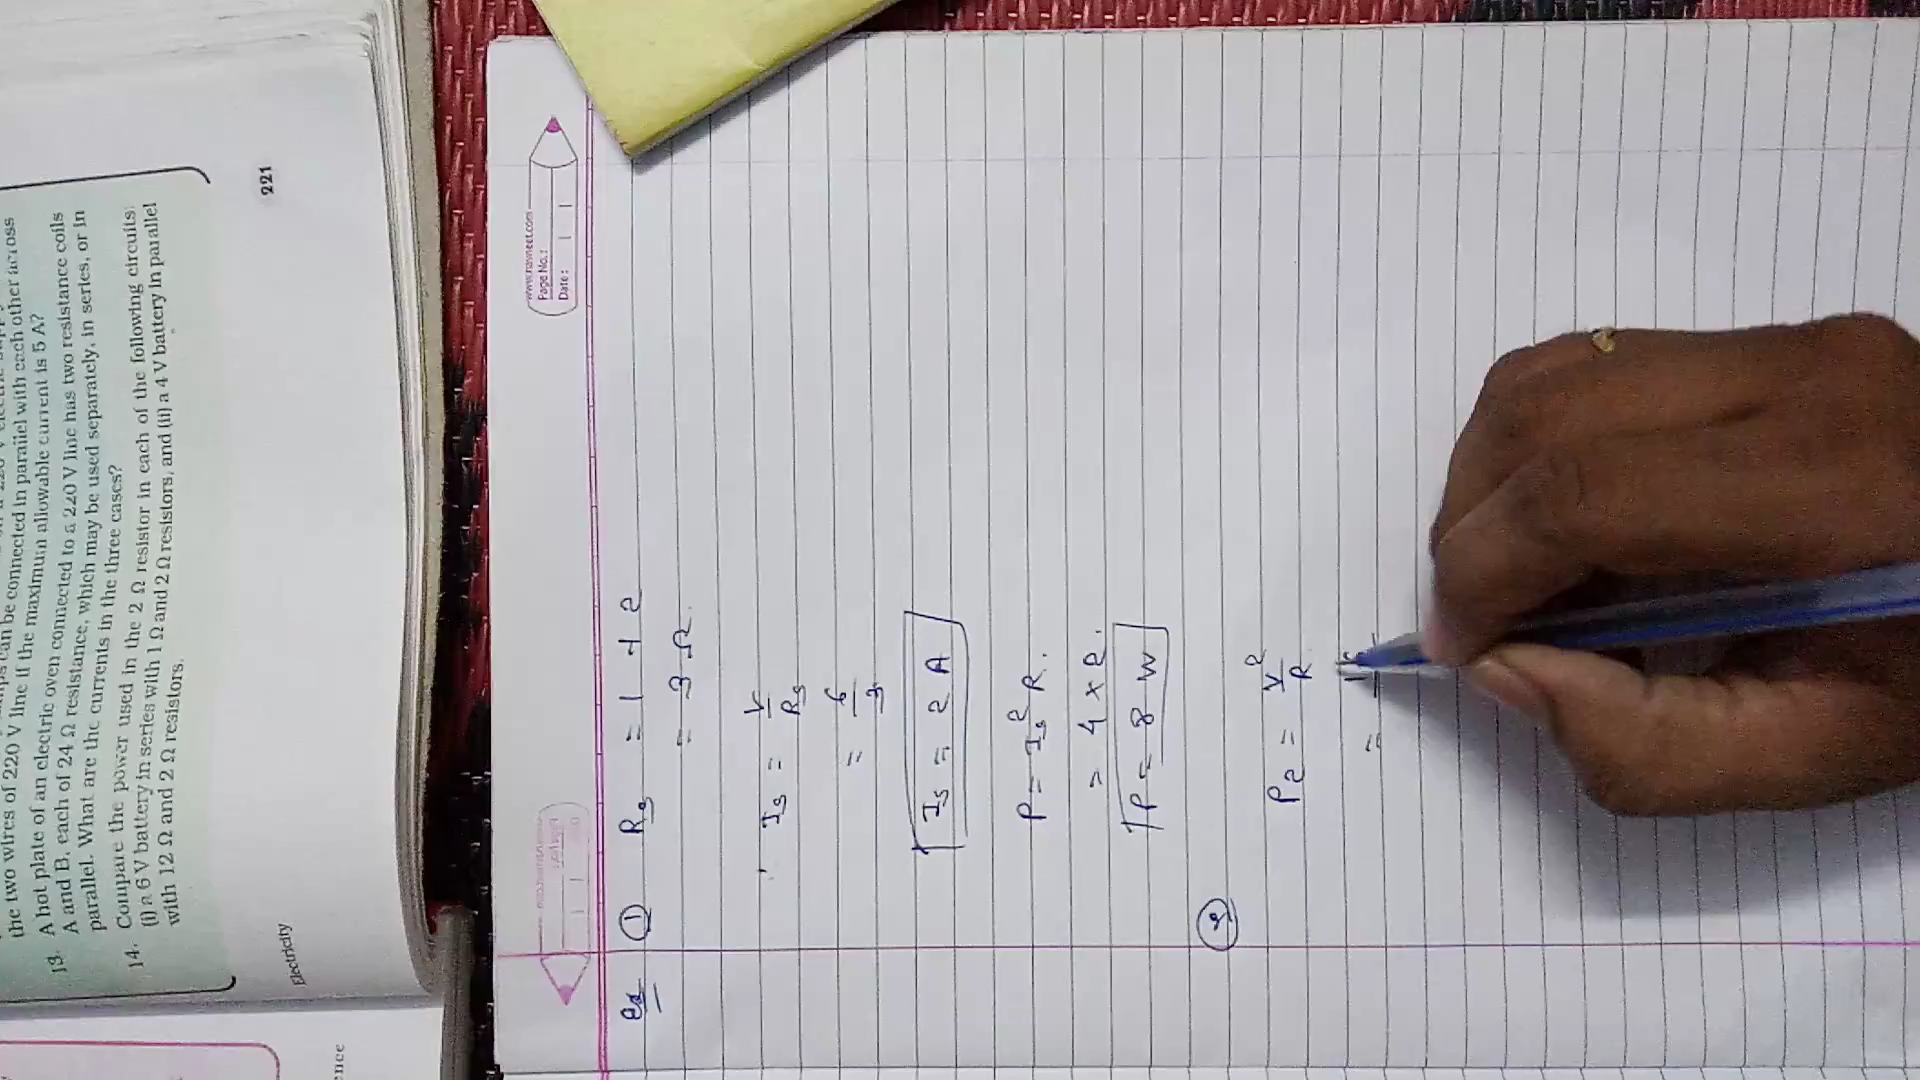 the two wires of 220 V line if the maximum allowable current is 5 A?
13. A hot plate of an electric oven connected to a 220 V line has two resistance coils
A and B, each of 24 Ω resistance, which may be used separately, in series, or in
parallel. What are the currents in the three cases?
14. Compare the power used in the 2 Ω resistor in each of the following circuits:
(i) a 6 V battery in series with 1 Ω and 2 Ω resistors, and (ii) a 4 V battery in parallel
with 12 Ω and 2 Ω resistors.
Electricity
221
ence
www.navneet.com
Page No.:
Date:
① Rs = 1 + 2
= 3 Ω.
Is = V/Rs
= 6/3
Is = 2 A
P = Is² R.
= 4 × 2.
P = 8 W
②
P2 = V²/R
=